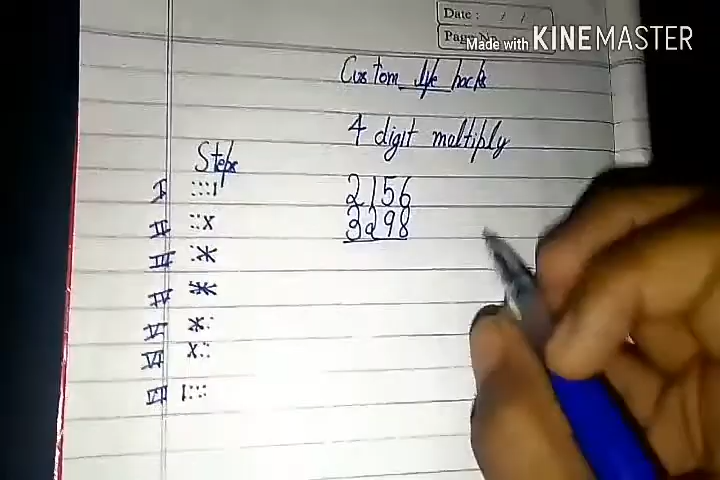 Date : / /
Page No.
Made with KINEMASTER
Custom life hacks
4 digit multiply
Steps
I :::I
II ::X
III :*
IV
V *:
VI X::
VII I:::
2156
3298